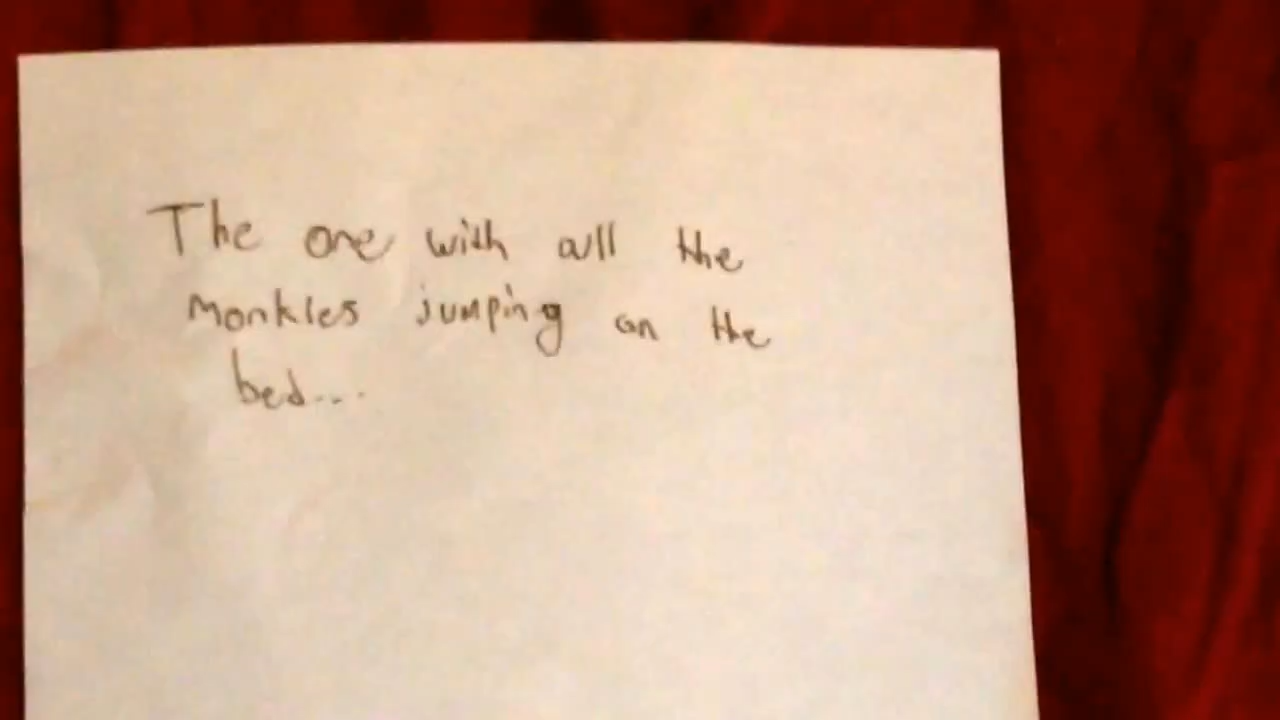 The one with all the
monkies jumping on the
bed...